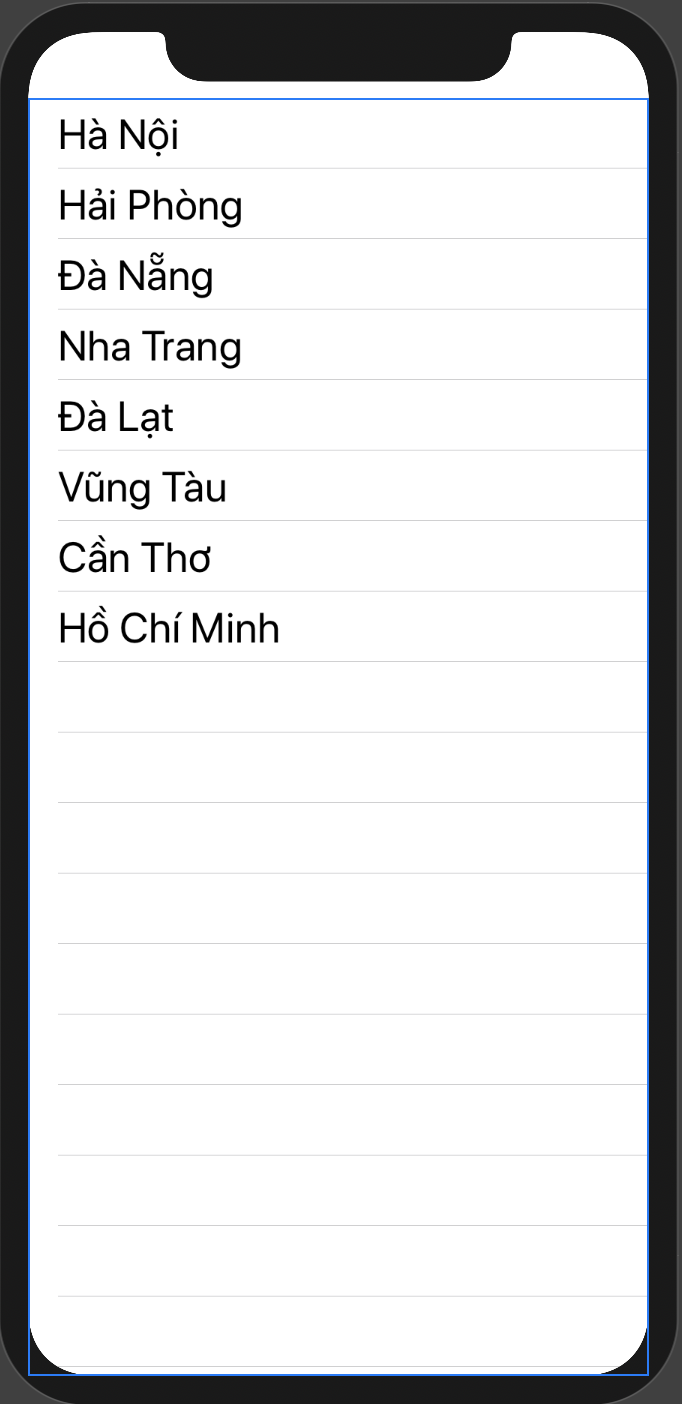 Hà Nội
Hải Phòng
Đà Nẵng
Nha Trang
Đà Lạt
Vũng Tàu
Cần Thơ
Hồ Chí Minh